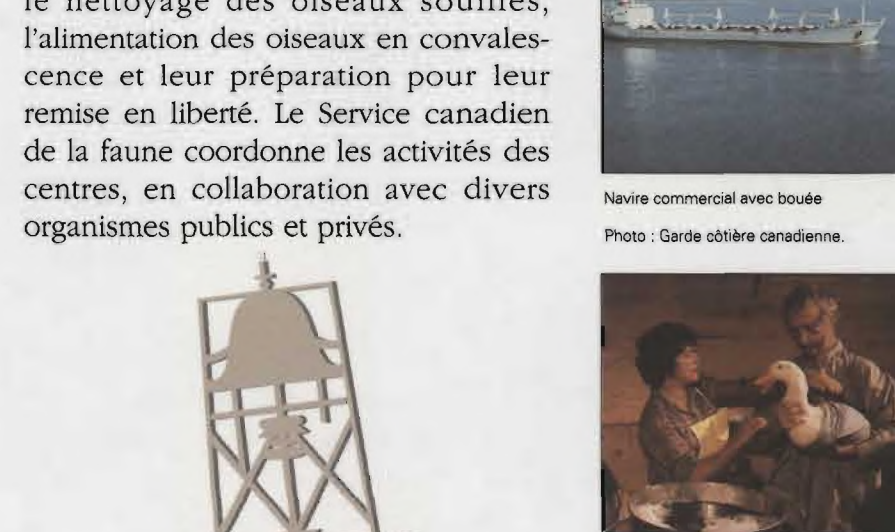 le nettoyage des oiseaux souillés,
l'alimentation des oiseaux en convales-
cence et leur préparation pour leur
remise en liberté. Le Service canadien
de la faune coordonne les activités des
centres, en collaboration avec divers
organismes publics et privés.
Navire commercial avec bouée
Photo : Garde côtière canadienne.